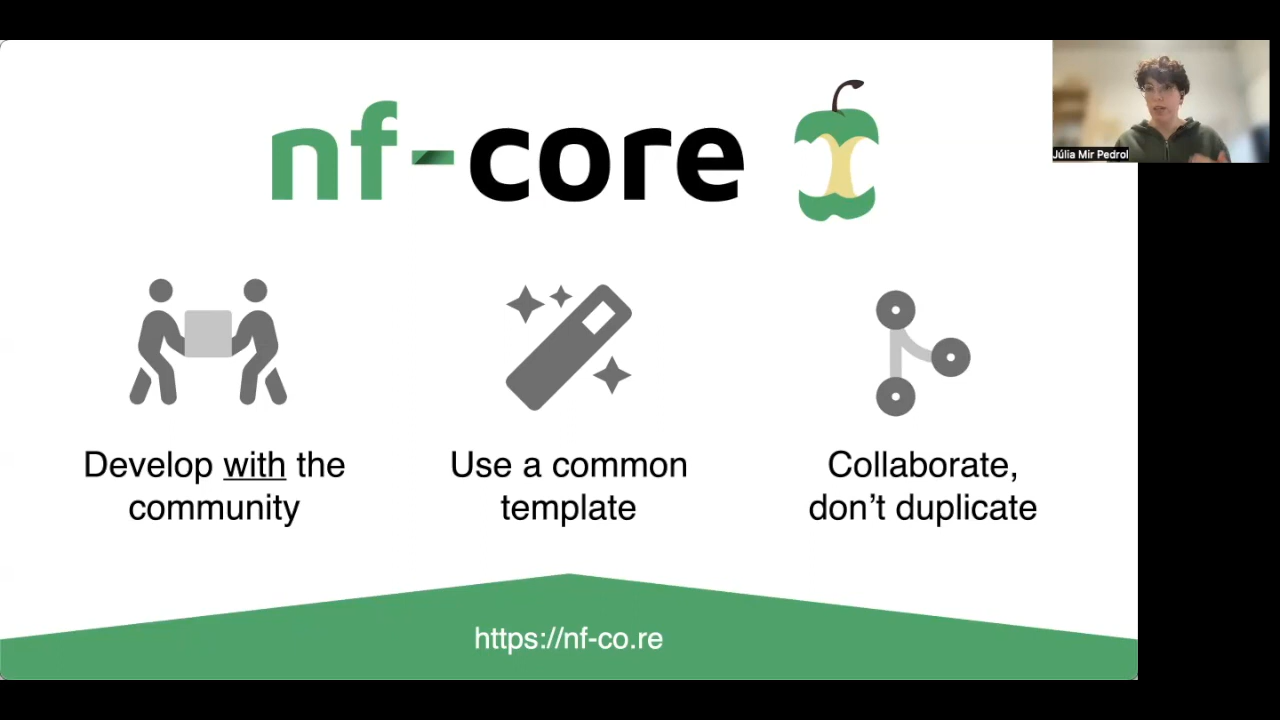 nf-core
Júlia Mir Pedrol
Develop with the
community
Use a common
template
Collaborate,
don't duplicate
https://nf-co.re